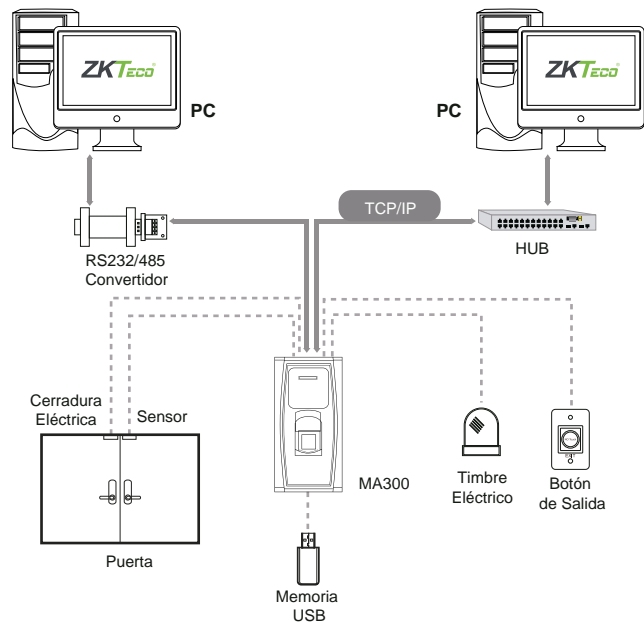 ZKTeco
PC
PC
ZKTeco
TCP/IP
RS232/485
Convertidor
HUB
Cerradura
Eléctrica
Sensor
MA300
Timbre
Eléctrico
Botón
de Salida
Puerta
Memoria
USB